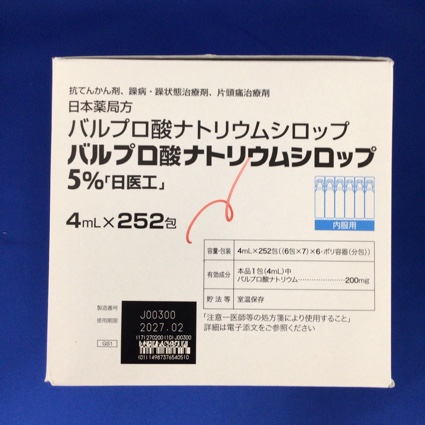 抗てんかん剤、躁病・躁状態治療剤、片頭痛治療剤
日本薬局方
バルプロ酸ナトリウムシロップ
バルプロ酸ナトリウムシロップ
5%「日医工」
4mL×252包
内服用
容量・包装 4mL×252包((6包×7)×6・ポリ容器(分包))
有効成分 本品1包(4mL)中
バルプロ酸ナトリウム……………200mg
貯法等 室温保存
製造番号 J00300
使用期限 2027.02
(17)270200(10)J00300
(01)14987376540510
GS1
「注意-医師等の処方箋により使用すること」
詳細は電子添文をご参照ください